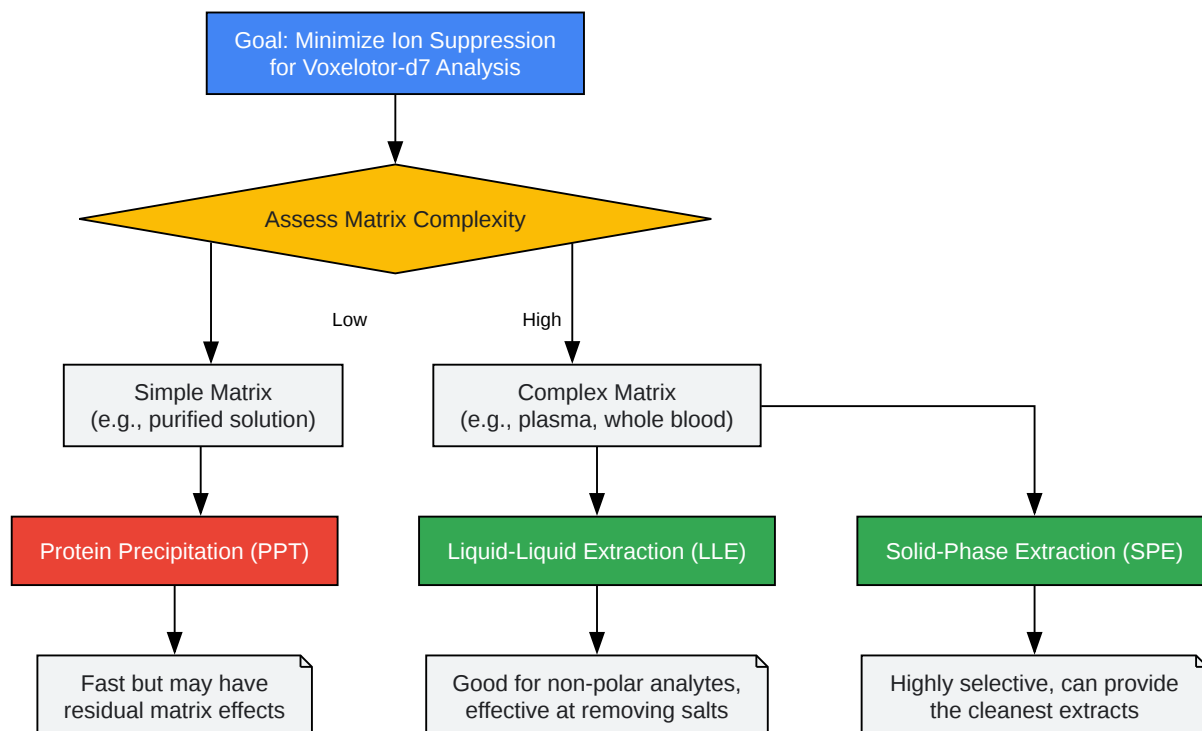 Goal: Minimize Ion Suppression
for Voxelotor-d7 Analysis
Assess Matrix Complexity
Low
High
Simple Matrix
(e.g., purified solution)
Complex Matrix
(e.g., plasma, whole blood)
Protein Precipitation (PPT)
Liquid-Liquid Extraction (LLE)
Solid-Phase Extraction (SPE)
Fast but may have
residual matrix effects
Good for non-polar analytes,
effective at removing salts
Highly selective, can provide
the cleanest extracts